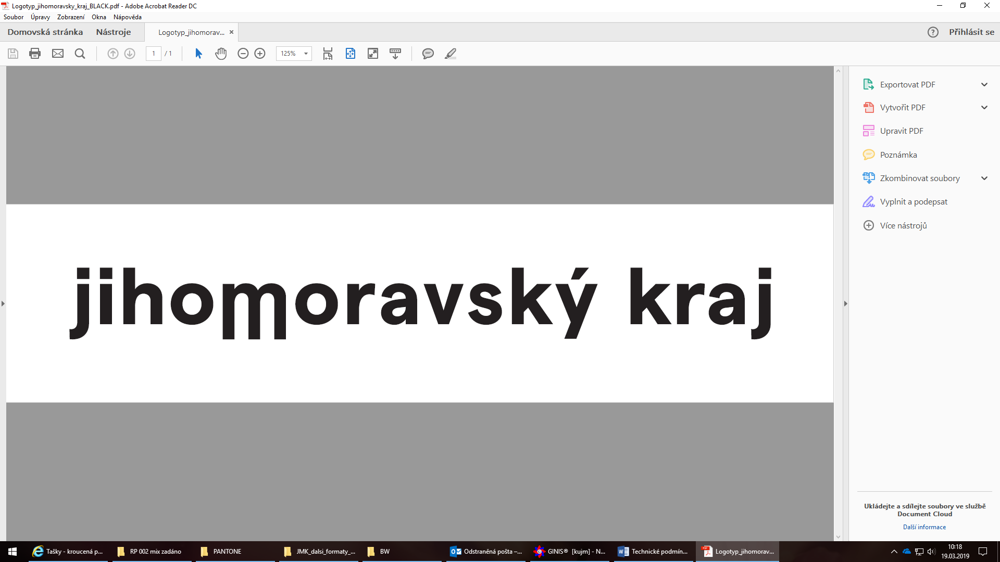 Logotyp_jihomoravsky_kraj_BLACK.pdf - Adobe Acrobat Reader DC
Soubor Úpravy Zobrazení Okna Nápověda
Domovská stránka Nástroje Logotyp_jihomorav... × ? Přihlásit se
1 / 1 125%
Exportovat PDF
Vytvořit PDF
Upravit PDF
Poznámka
Zkombinovat soubory
Vyplnit a podepsat
Více nástrojů
jihomoravský kraj
Ukládejte a sdílejte soubory ve službě
Document Cloud
Další informace
Tašky - kroucená p... RP 002 mix zadáno PANTONE JMK_dalsi_formaty_... BW Odstraněná pošta –... GINIS® [kujm] - N... Technické podmín... Logotyp_jihomorav... 10:18
19.03.2019